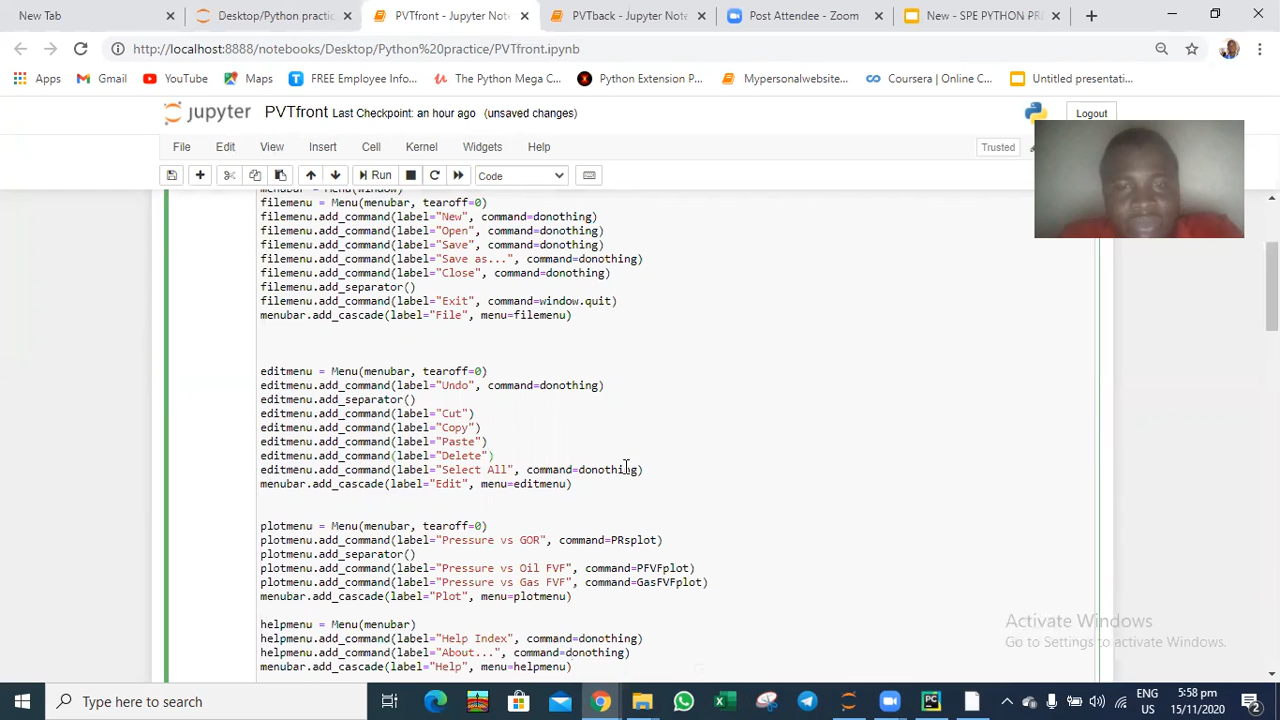 New Tab
Desktop/Python practic
PVTfront - Jupyter Note
PVTback - Jupyter Note
Post Attendee - Zoom
New - SPE PYTHON PRE
http://localhost:8888/notebooks/Desktop/Python%20practice/PVTfront.ipynb
Apps
Gmail
YouTube
Maps
FREE Employee Info...
The Python Mega C...
Python Extension P...
Mypersonalwebsite...
Coursera | Online C...
Untitled presentati...
jupyter PVTfront Last Checkpoint: an hour ago (unsaved changes)
Logout
File Edit View Insert Cell Kernel Widgets Help
Trusted
Run
Code
menubar = Menu(window)
filemenu = Menu(menubar, tearoff=0)
filemenu.add_command(label="New", command=donothing)
filemenu.add_command(label="Open", command=donothing)
filemenu.add_command(label="Save", command=donothing)
filemenu.add_command(label="Save as...", command=donothing)
filemenu.add_command(label="Close", command=donothing)
filemenu.add_separator()
filemenu.add_command(label="Exit", command=window.quit)
menubar.add_cascade(label="File", menu=filemenu)
editmenu = Menu(menubar, tearoff=0)
editmenu.add_command(label="Undo", command=donothing)
editmenu.add_separator()
editmenu.add_command(label="Cut")
editmenu.add_command(label="Copy")
editmenu.add_command(label="Paste")
editmenu.add_command(label="Delete")
editmenu.add_command(label="Select All", command=donothing)
menubar.add_cascade(label="Edit", menu=editmenu)
plotmenu = Menu(menubar, tearoff=0)
plotmenu.add_command(label="Pressure vs GOR", command=PRsplot)
plotmenu.add_separator()
plotmenu.add_command(label="Pressure vs Oil FVF", command=PFVFplot)
plotmenu.add_command(label="Pressure vs Gas FVF", command=GasFVFplot)
menubar.add_cascade(label="Plot", menu=plotmenu)
helpmenu = Menu(menubar)
helpmenu.add_command(label="Help Index", command=donothing)
helpmenu.add_command(label="About...", command=donothing)
menubar.add_cascade(label="Help", menu=helpmenu)
Activate Windows
Go to Settings to activate Windows.
Type here to search
ENG
US
5:58 pm
15/11/2020
2